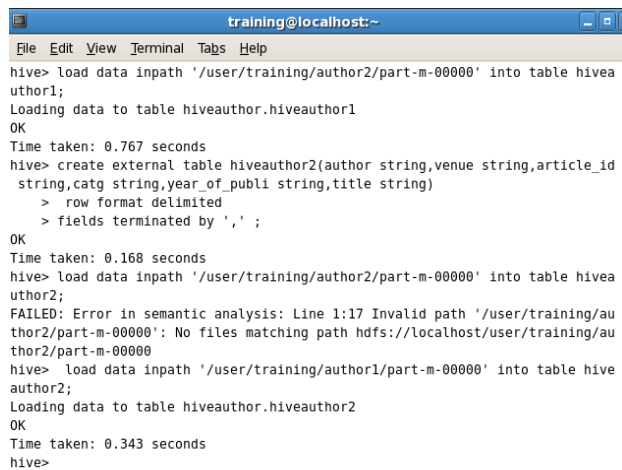 training@localhost:~
File Edit View Terminal Tabs Help
hive> load data inpath '/user/training/author2/part-m-00000' into table hivea
uthor1;
Loading data to table hiveauthor.hiveauthor1
OK
Time taken: 0.767 seconds
hive> create external table hiveauthor2(author string,venue string,article_id
 string,catg string,year_of_publi string,title string)
    >  row format delimited
    > fields terminated by ',' ;
OK
Time taken: 0.168 seconds
hive> load data inpath '/user/training/author2/part-m-00000' into table hivea
uthor2;
FAILED: Error in semantic analysis: Line 1:17 Invalid path '/user/training/au
thor2/part-m-00000': No files matching path hdfs://localhost/user/training/au
thor2/part-m-00000
hive>  load data inpath '/user/training/author1/part-m-00000' into table hive
author2;
Loading data to table hiveauthor.hiveauthor2
OK
Time taken: 0.343 seconds
hive>